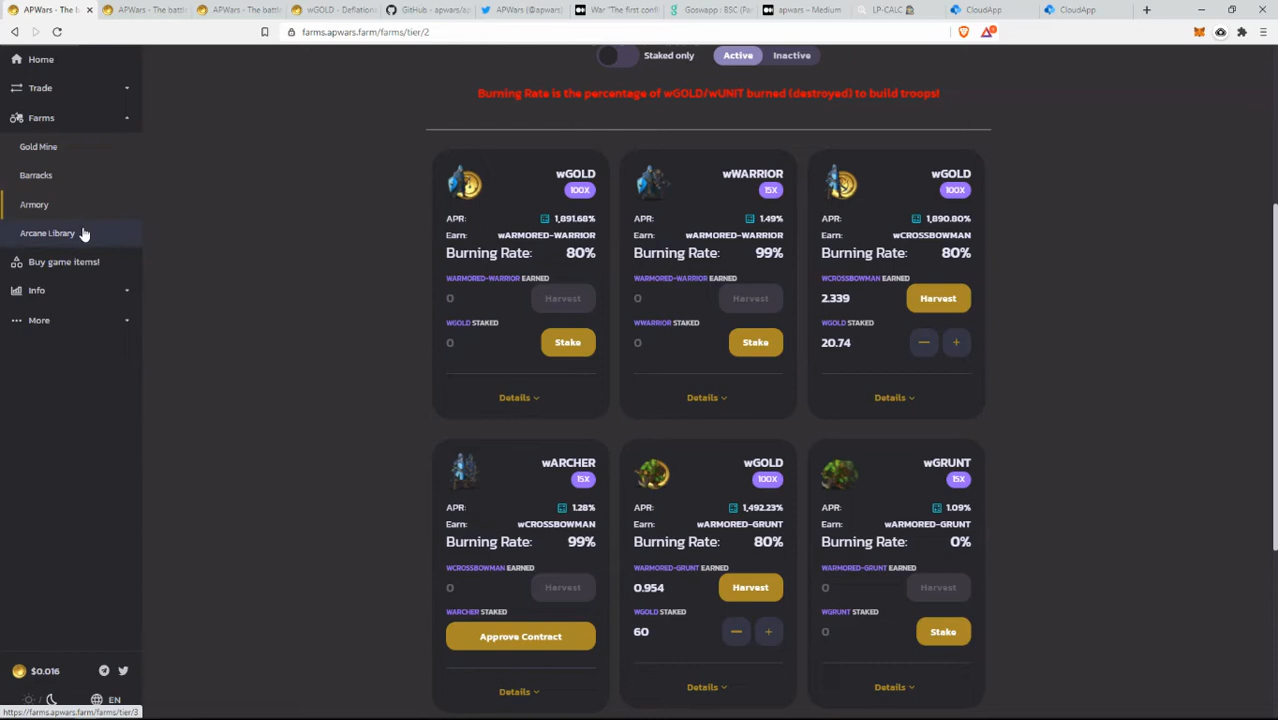 APWars - The b
APWars - The battl
APWars - The battl
wGOLD - Deflationa
GitHub - apwars/ap
APWars (@apwars)
War "The first confl
Goswapp : BSC (Par
apwars – Medium
LP-CALC
CloudApp
CloudApp
farms.apwars.farm/farms/tier/2
Home
Trade
Farms
Gold Mine
Barracks
Armory
Arcane Library
Buy game items!
Info
More
$0.016
EN
https://farms.apwars.farm/farms/tier/3
Staked only
Active
Inactive
Burning Rate is the percentage of wGOLD/wUNIT burned (destroyed) to build troops!
wGOLD
100X
APR: 1,891.68%
Earn: wARMORED-WARRIOR
Burning Rate: 80%
WARMORED-WARRIOR EARNED
0
Harvest
WGOLD STAKED
0
Stake
Details
wWARRIOR
15X
APR: 1.49%
Earn: wARMORED-WARRIOR
Burning Rate: 99%
WARMORED-WARRIOR EARNED
0
Harvest
WWARRIOR STAKED
0
Stake
Details
wGOLD
100X
APR: 1,890.80%
Earn: wCROSSBOWMAN
Burning Rate: 80%
WCROSSBOWMAN EARNED
2.339
Harvest
WGOLD STAKED
20.74
Details
wARCHER
15X
APR: 1.28%
Earn: wCROSSBOWMAN
Burning Rate: 99%
WCROSSBOWMAN EARNED
0
Harvest
WARCHER STAKED
Approve Contract
Details
wGOLD
100X
APR: 1,492.23%
Earn: wARMORED-GRUNT
Burning Rate: 80%
WARMORED-GRUNT EARNED
0.954
Harvest
WGOLD STAKED
60
Details
wGRUNT
15X
APR: 1.09%
Earn: wARMORED-GRUNT
Burning Rate: 0%
WARMORED-GRUNT EARNED
0
Harvest
WGRUNT STAKED
0
Stake
Details